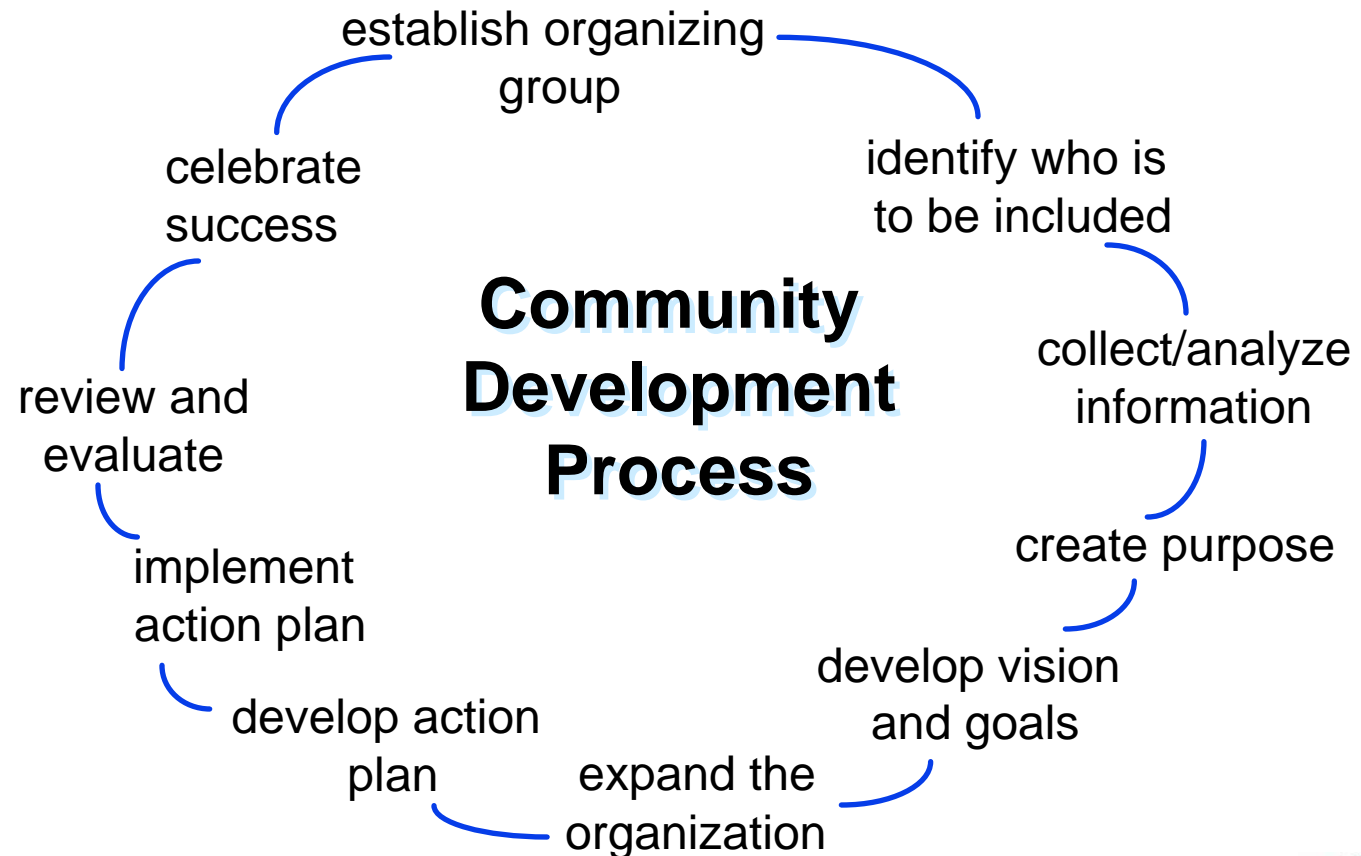 establish organizing
group
identify who is
to be included
collect/analyze
information
create purpose
develop vision
and goals
expand the
organization
develop action
plan
implement
action plan
review and
evaluate
celebrate
success
Community
Development
Process